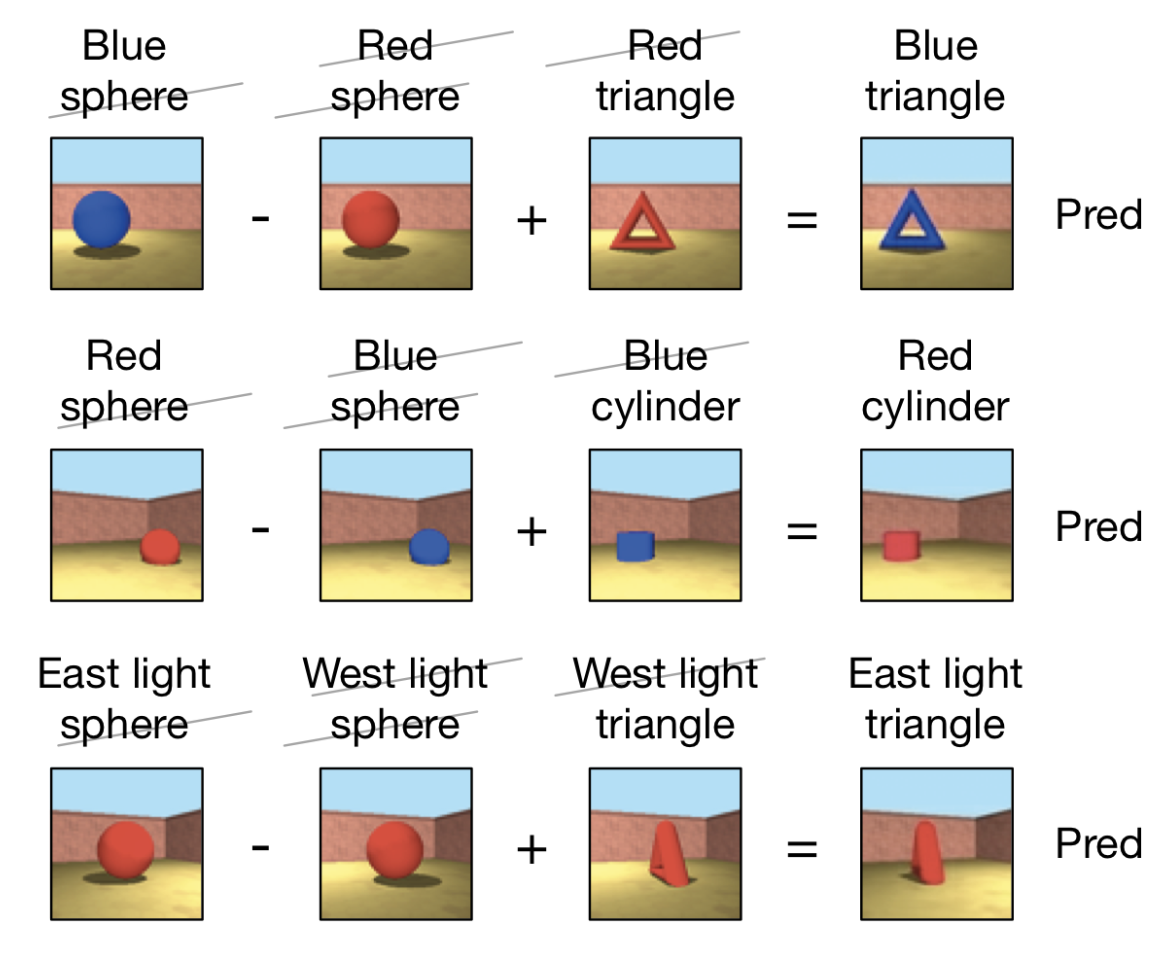 Blue Red Red Blue
sphere sphere triangle triangle
- + = Pred
Red Blue Blue Red
sphere sphere cylinder cylinder
- + = Pred
East light West light West light East light
sphere sphere triangle triangle
- + = Pred